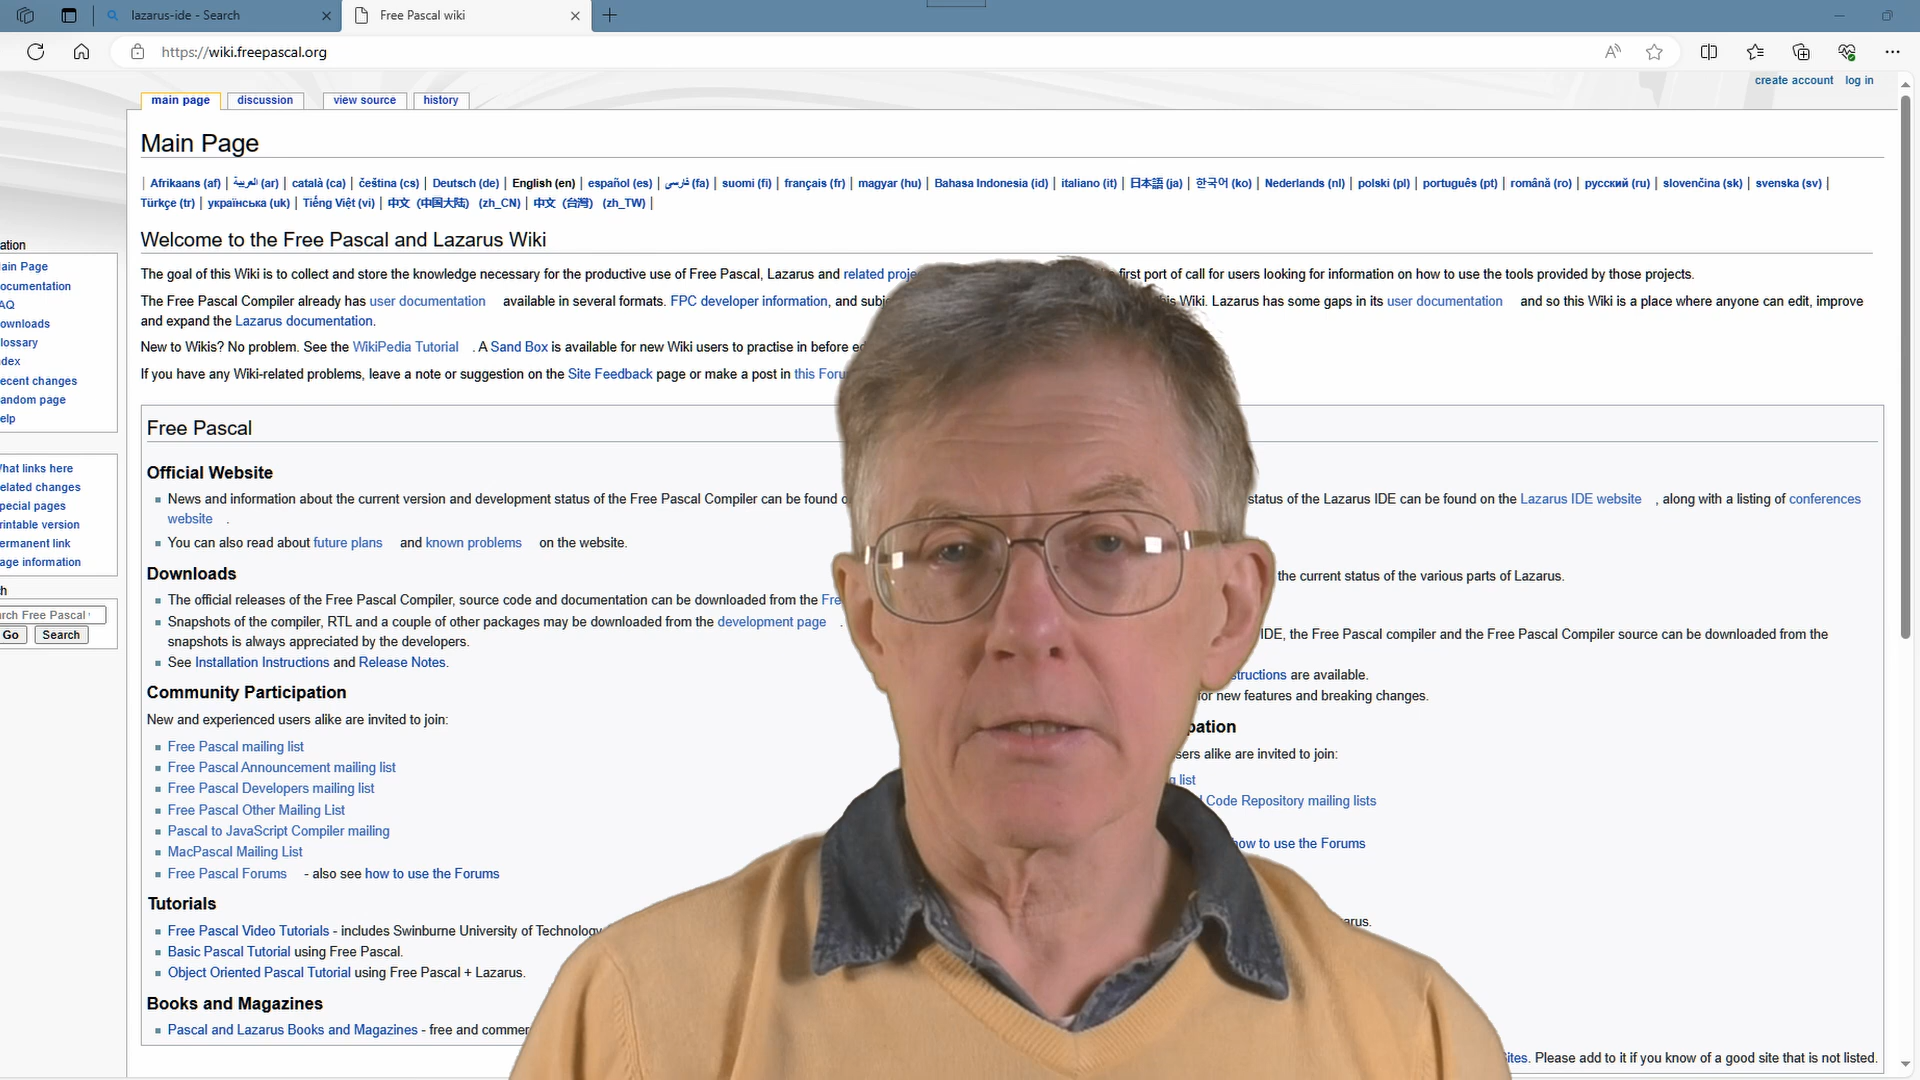 lazarus-ide - Search
Free Pascal wiki
https://wiki.freepascal.org
create account log in
main page discussion view source history
Main Page
| Afrikaans (af) | العربية (ar) | català (ca) | čeština (cs) | Deutsch (de) | English (en) | español (es) | فارسی (fa) | suomi (fi) | français (fr) | magyar (hu) | Bahasa Indonesia (id) | italiano (it) | 日本語 (ja) | 한국어 (ko) | Nederlands (nl) | polski (pl) | português (pt) | română (ro) | русский (ru) | slovenčina (sk) | svenska (sv) |
Türkçe (tr) | українська (uk) | Tiếng Việt (vi) | 中文（中国大陆） (zh_CN) | 中文（台灣） (zh_TW) |
Welcome to the Free Pascal and Lazarus Wiki
The goal of this Wiki is to collect and store the knowledge necessary for the productive use of Free Pascal, Lazarus and related proje first port of call for users looking for information on how to use the tools provided by those projects.
The Free Pascal Compiler already has user documentation available in several formats. FPC developer information, and subj is Wiki. Lazarus has some gaps in its user documentation and so this Wiki is a place where anyone can edit, improve
and expand the Lazarus documentation.
New to Wikis? No problem. See the WikiPedia Tutorial . A Sand Box is available for new Wiki users to practise in before ed
If you have any Wiki-related problems, leave a note or suggestion on the Site Feedback page or make a post in this Foru
ation
ain Page
ocumentation
AQ
ownloads
lossary
dex
ecent changes
andom page
elp
hat links here
elated changes
pecial pages
rintable version
ermanent link
age information
h
rch Free Pascal
Go Search
Free Pascal
Official Website
News and information about the current version and development status of the Free Pascal Compiler can be found o
website .
You can also read about future plans and known problems on the website.
Downloads
The official releases of the Free Pascal Compiler, source code and documentation can be downloaded from the Fre
Snapshots of the compiler, RTL and a couple of other packages may be downloaded from the development page .
snapshots is always appreciated by the developers.
See Installation Instructions and Release Notes.
Community Participation
New and experienced users alike are invited to join:
Free Pascal mailing list
Free Pascal Announcement mailing list
Free Pascal Developers mailing list
Free Pascal Other Mailing List
Pascal to JavaScript Compiler mailing
MacPascal Mailing List
Free Pascal Forums - also see how to use the Forums
Tutorials
Free Pascal Video Tutorials - includes Swinburne University of Technology
Basic Pascal Tutorial using Free Pascal.
Object Oriented Pascal Tutorial using Free Pascal + Lazarus.
Books and Magazines
Pascal and Lazarus Books and Magazines - free and commer
status of the Lazarus IDE can be found on the Lazarus IDE website , along with a listing of conferences
the current status of the various parts of Lazarus.
IDE, the Free Pascal compiler and the Free Pascal Compiler source can be downloaded from the
structions are available.
for new features and breaking changes.
pation
sers alike are invited to join:
g list
Code Repository mailing lists
how to use the Forums
arus.
Sites. Please add to it if you know of a good site that is not listed.